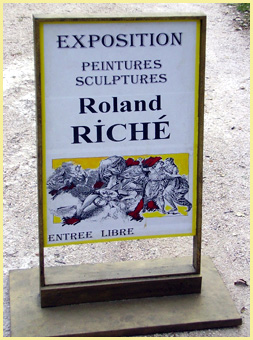 EXPOSITION
PEINTURES
SCULPTURES
Roland
RICHÉ
ENTREE LIBRE